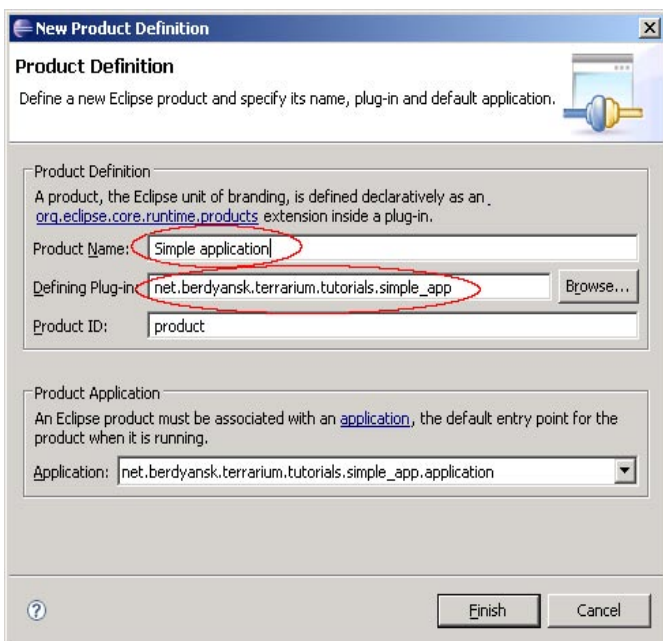 New Product Definition
Product Definition
Define a new Eclipse product and specify its name, plug-in and default application.
Product Definition
A product, the Eclipse unit of branding, is defined declaratively as an
org.eclipse.core.runtime.products extension inside a plug-in.
Product Name: Simple application
Defining Plug-in: net.berdyansk.terrarium.tutorials.simple_app Browse...
Product ID: product
Product Application
An Eclipse product must be associated with an application, the default entry point for the
product when it is running.
Application: net.berdyansk.terrarium.tutorials.simple_app.application
Finish Cancel